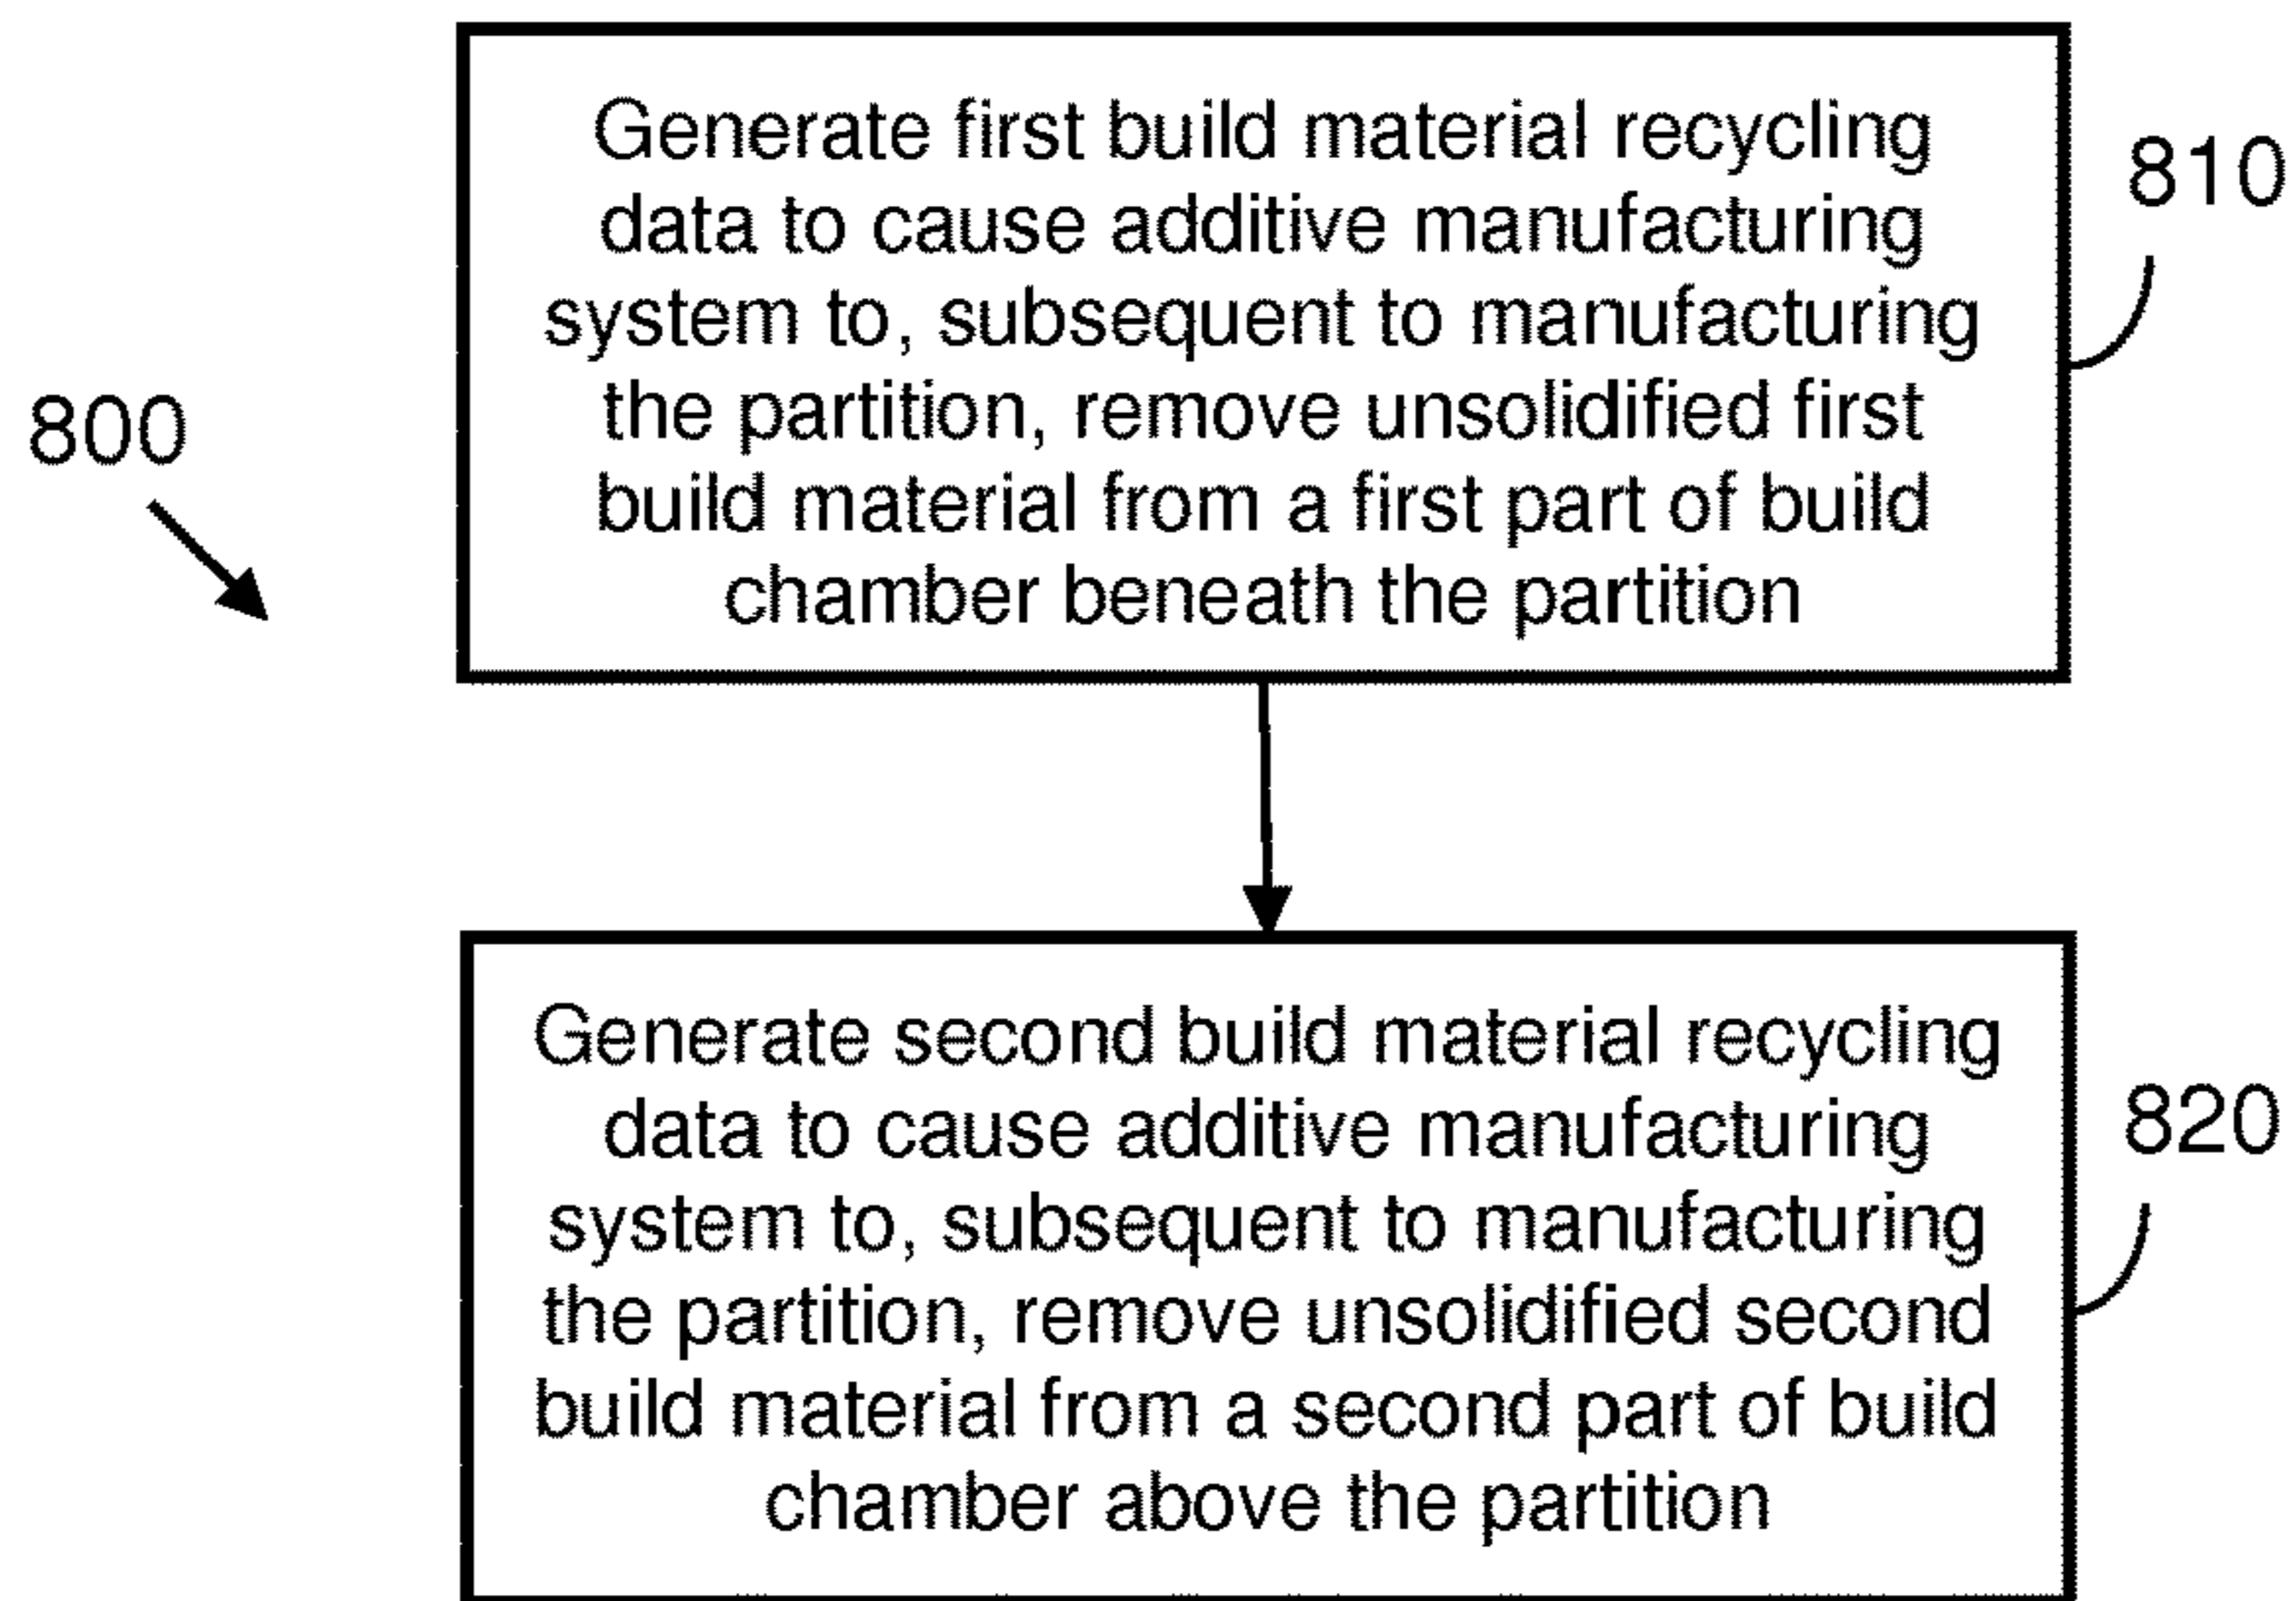 800
Generate first build material recycling
data to cause additive manufacturing
system to, subsequent to manufacturing
the partition, remove unsolidified first
build material from a first part of build
chamber beneath the partition
810
Generate second build material recycling
data to cause additive manufacturing
system to, subsequent to manufacturing
the partition, remove unsolidified second
build material from a second part of build
chamber above the partition
820